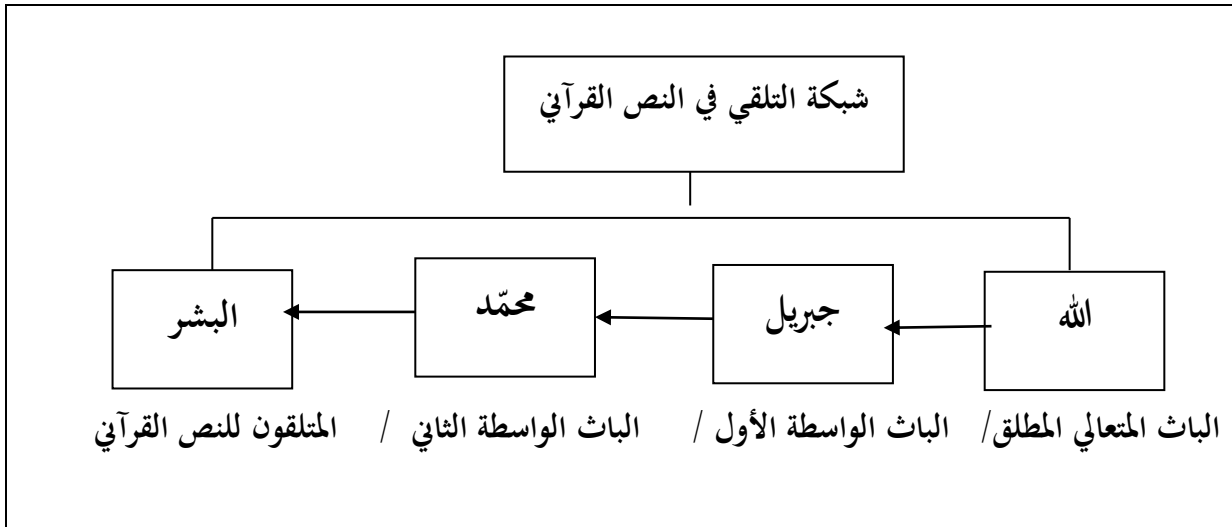 شبكة التلقي في النص القرآني
الله
جبريل
محمّد
البشر
الباث المتعالي المطلق/ الباث الواسطة الأول / الباث الواسطة الثاني / المتلقون للنص القرآني